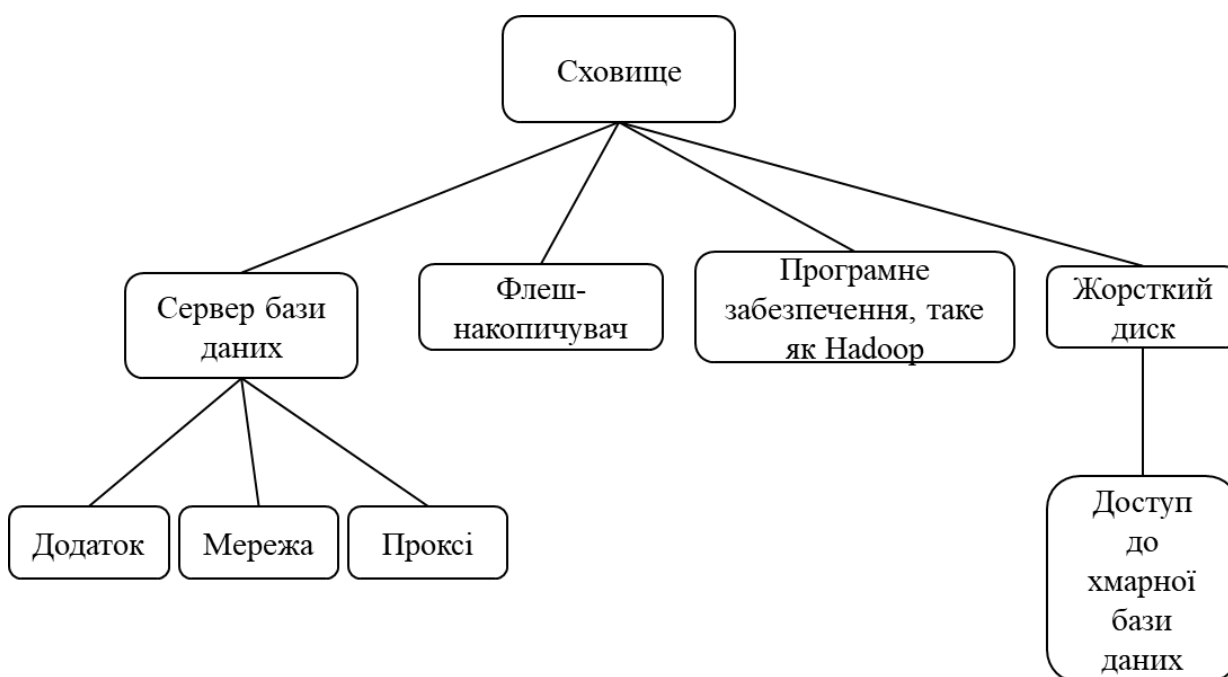 Сховище
Сервер бази
даних
Флеш-
накопичувач
Програмне
забезпечення, таке
як Hadoop
Жорсткий
диск
Додаток
Мережа
Проксі
Доступ
до
хмарної
бази
даних